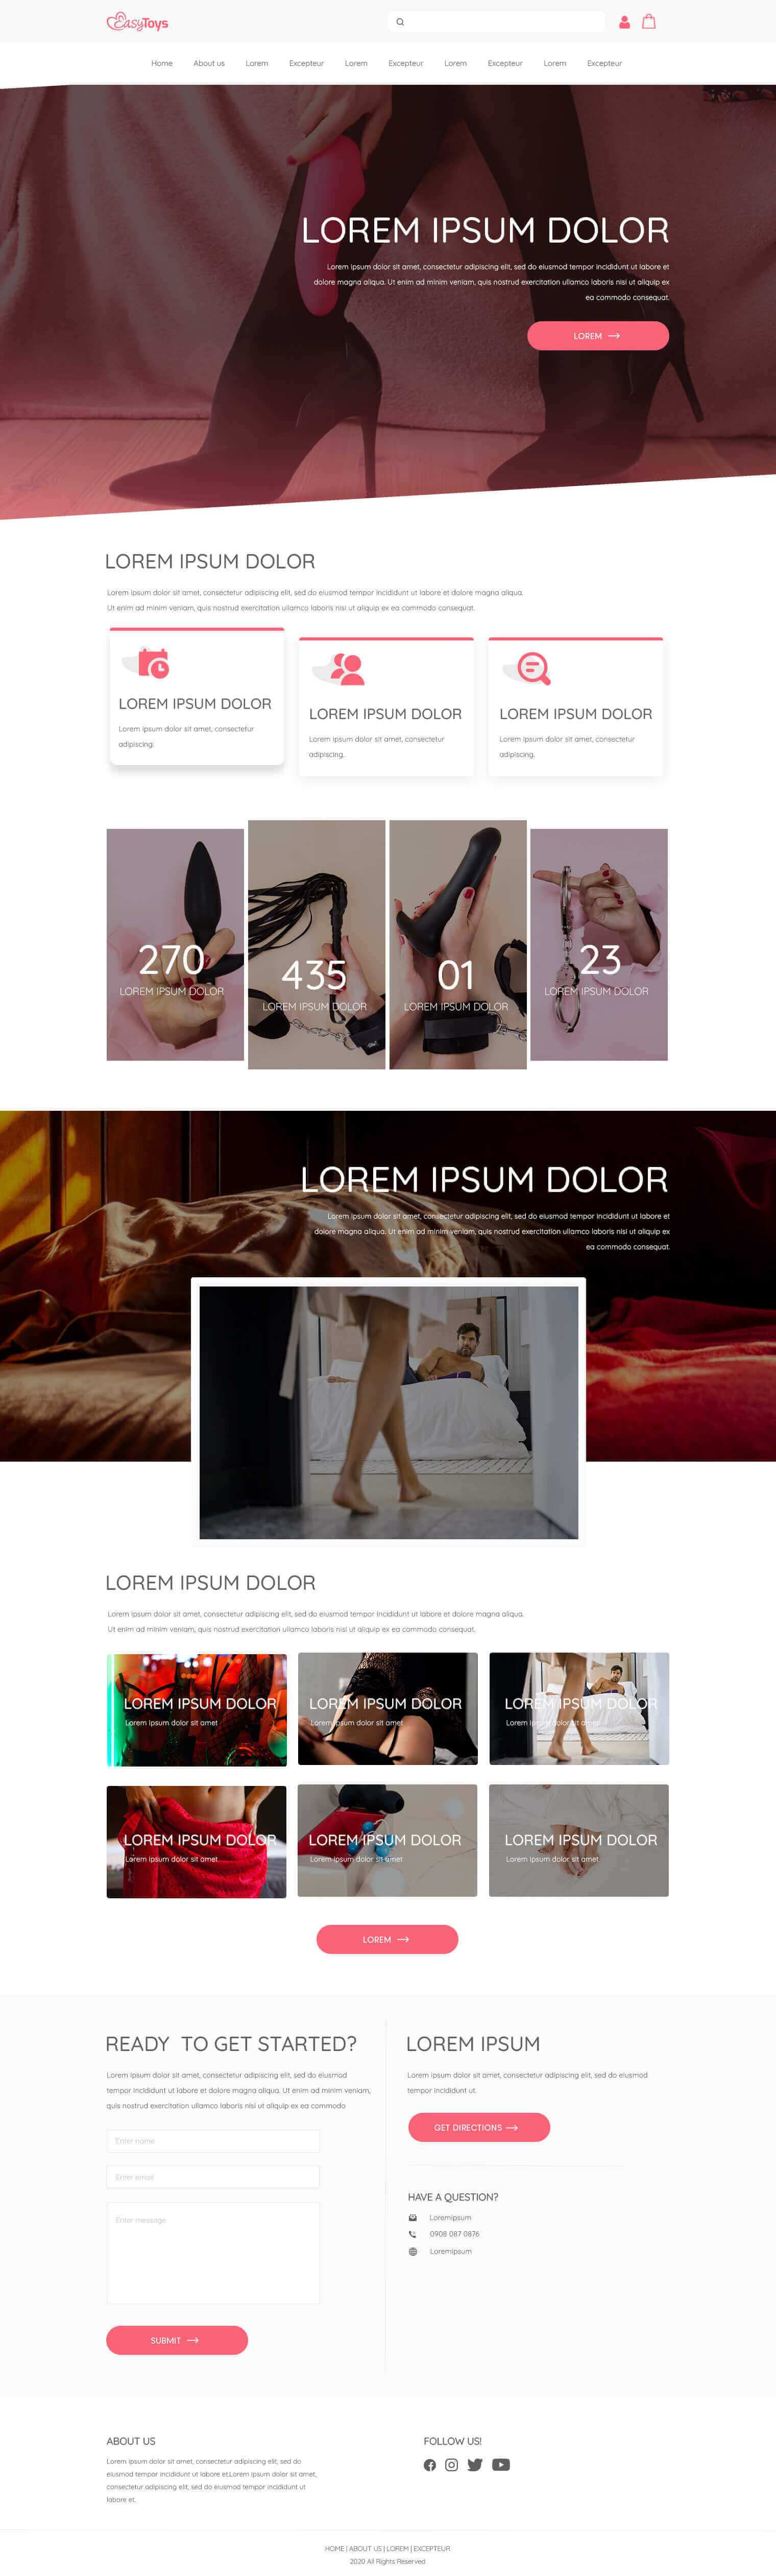 EasyToys
Home About us Lorem Excepteur Lorem Excepteur Lorem Excepteur Lorem Excepteur
LOREM IPSUM DOLOR
Lorem ipsum dolor sit amet, consectetur adipiscing elit, sed do eiusmod tempor incididunt ut labore et
dolore magna aliqua. Ut enim ad minim veniam, quis nostrud exercitation ullamco laboris nisi ut aliquip ex
ea commodo consequat.
LOREM
LOREM IPSUM DOLOR
Lorem ipsum dolor sit amet, consectetur adipiscing elit, sed do eiusmod tempor incididunt ut labore et dolore magna aliqua.
Ut enim ad minim veniam, quis nostrud exercitation ullamco laboris nisi ut aliquip ex ea commodo consequat.
LOREM IPSUM DOLOR
Lorem ipsum dolor sit amet, consectetur
adipiscing.
LOREM IPSUM DOLOR
Lorem ipsum dolor sit amet, consectetur
adipiscing.
LOREM IPSUM DOLOR
Lorem ipsum dolor sit amet, consectetur
adipiscing.
270
LOREM IPSUM DOLOR
435
LOREM IPSUM DOLOR
01
LOREM IPSUM DOLOR
23
LOREM IPSUM DOLOR
LOREM IPSUM DOLOR
Lorem ipsum dolor sit amet, consectetur adipiscing elit, sed do eiusmod tempor incididunt ut labore et
dolore magna aliqua. Ut enim ad minim veniam, quis nostrud exercitation ullamco laboris nisi ut aliquip ex
ea commodo consequat.
LOREM IPSUM DOLOR
Lorem ipsum dolor sit amet, consectetur adipiscing elit, sed do eiusmod tempor incididunt ut labore et dolore magna aliqua.
Ut enim ad minim veniam, quis nostrud exercitation ullamco laboris nisi ut aliquip ex ea commodo consequat.
LOREM IPSUM DOLOR
Lorem ipsum dolor sit amet
LOREM IPSUM DOLOR
Lorem ipsum dolor sit amet
LOREM IPSUM DOLOR
Lorem ipsum dolor sit amet
LOREM IPSUM DOLOR
Lorem ipsum dolor sit amet
LOREM IPSUM DOLOR
Lorem ipsum dolor sit amet
LOREM IPSUM DOLOR
Lorem ipsum dolor sit amet
LOREM
READY TO GET STARTED?
Lorem ipsum dolor sit amet, consectetur adipiscing elit, sed do eiusmod
tempor incididunt ut labore et dolore magna aliqua. Ut enim ad minim veniam,
quis nostrud exercitation ullamco laboris nisi ut aliquip ex ea commodo
Enter name
Enter email
Enter message
SUBMIT
LOREM IPSUM
Lorem ipsum dolor sit amet, consectetur adipiscing elit, sed do eiusmod
tempor incididunt ut.
GET DIRECTIONS
HAVE A QUESTION?
Loremipsum
0908 087 0876
Loremipsum
ABOUT US
Lorem ipsum dolor sit amet, consectetur adipiscing elit, sed do
eiusmod tempor incididunt ut labore et.Lorem ipsum dolor sit amet,
consectetur adipiscing elit, sed do eiusmod tempor incididunt ut
labore et.
FOLLOW US!
HOME | ABOUT US | LOREM | EXCEPTEUR
2020 All Rights Reserved